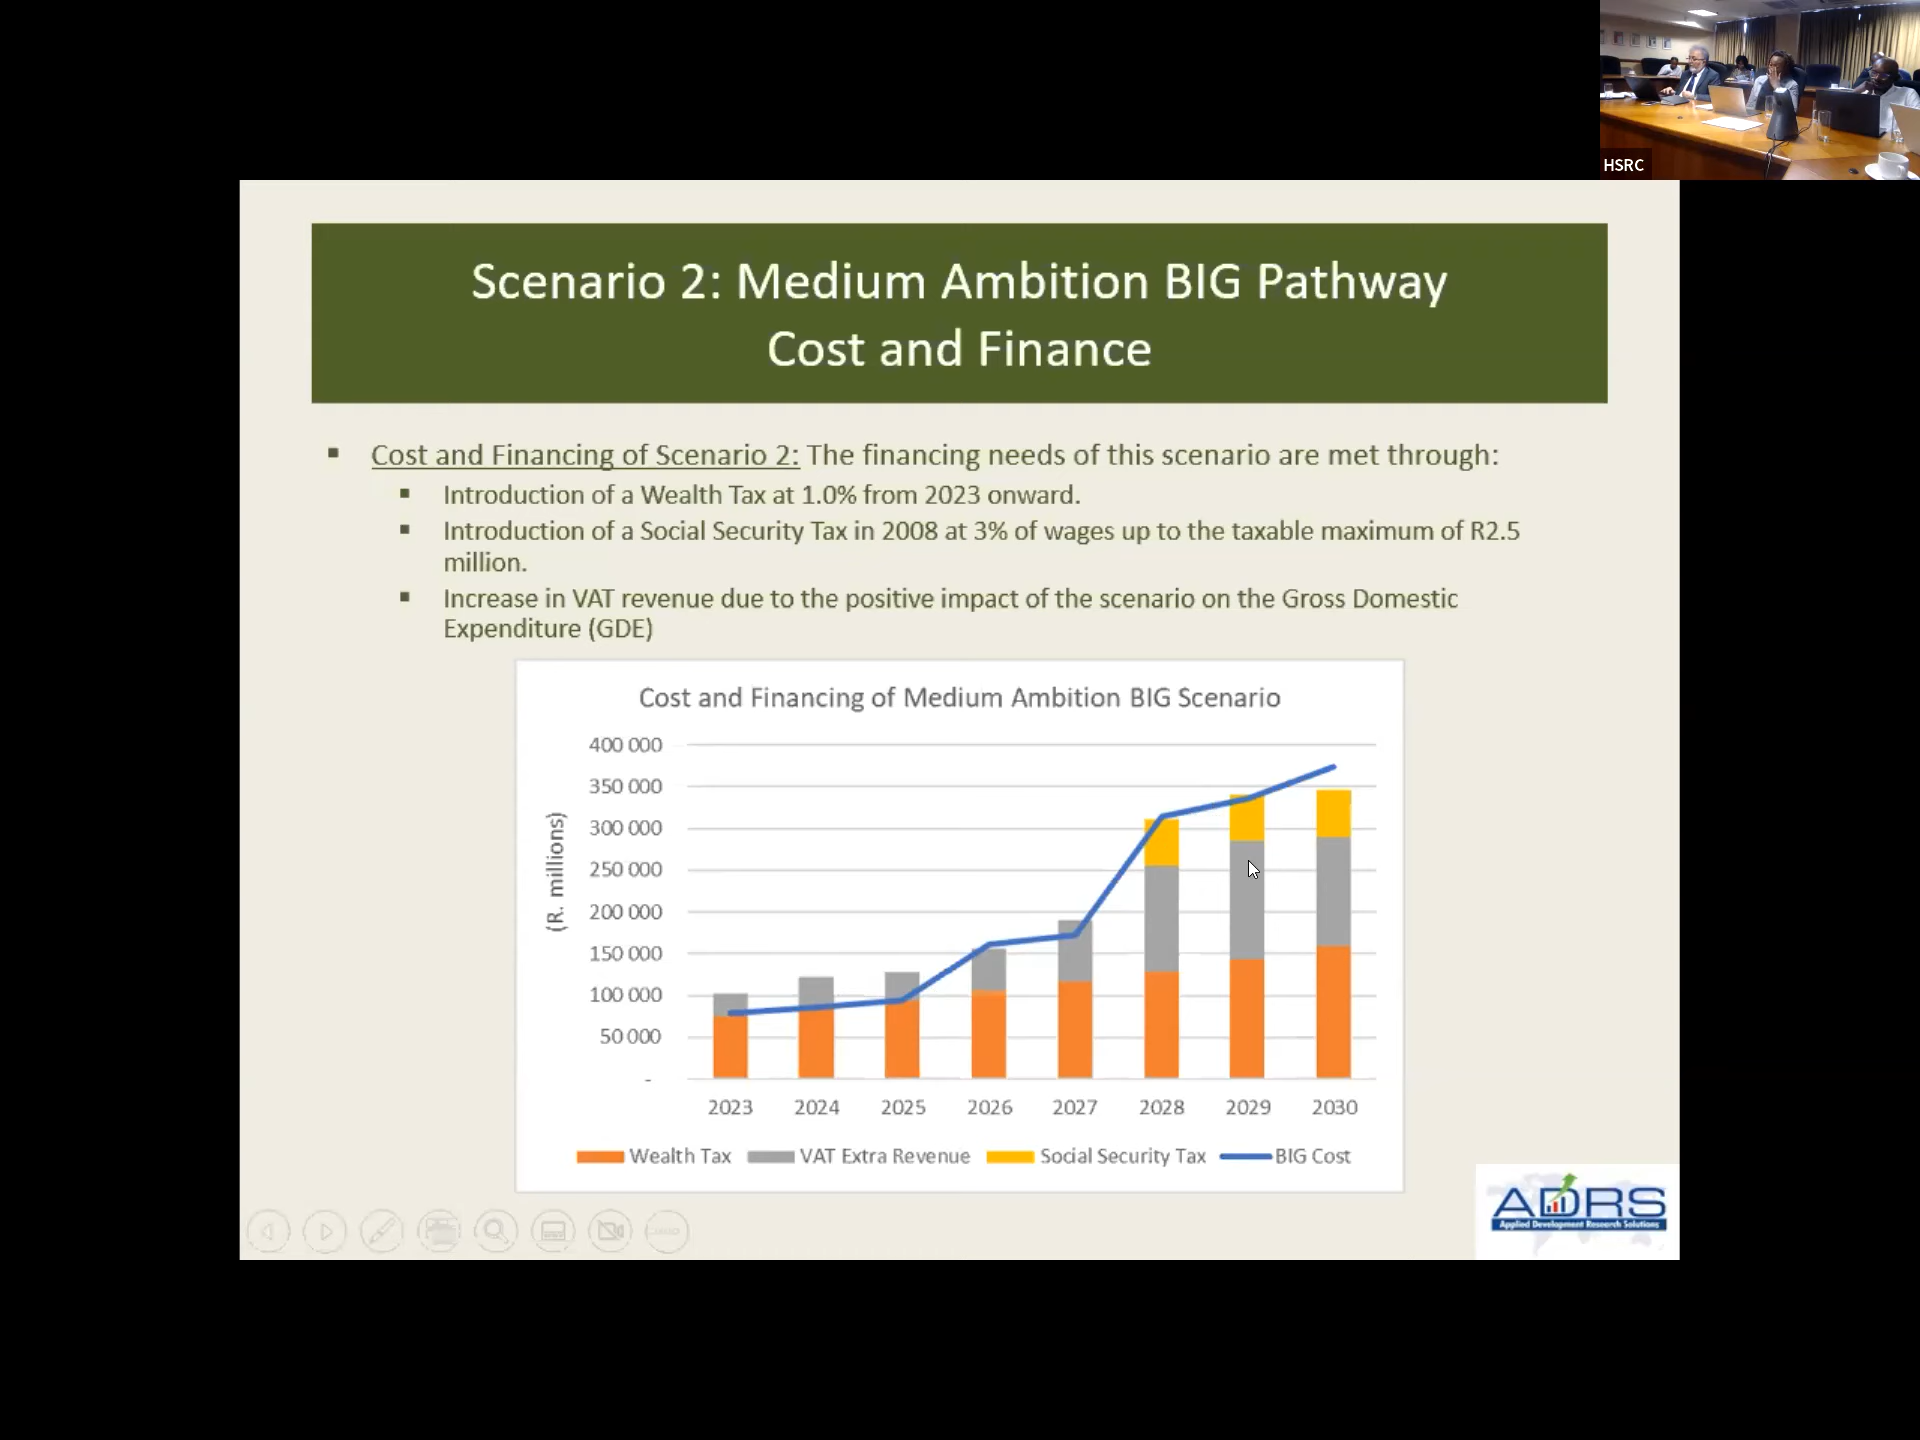 HSRC
Scenario 2: Medium Ambition BIG Pathway
Cost and Finance
Cost and Financing of Scenario 2: The financing needs of this scenario are met through:
Introduction of a Wealth Tax at 1.0% from 2023 onward.
Introduction of a Social Security Tax in 2008 at 3% of wages up to the taxable maximum of R2.5
million.
Increase in VAT revenue due to the positive impact of the scenario on the Gross Domestic
Expenditure (GDE)
Cost and Financing of Medium Ambition BIG Scenario
(R. millions)
400 000
350 000
300 000
250 000
200 000
150 000
100 000
50 000
-
2023 2024 2025 2026 2027 2028 2029 2030
Wealth Tax VAT Extra Revenue Social Security Tax BIG Cost
ADRS
Applied Development Research Solutions